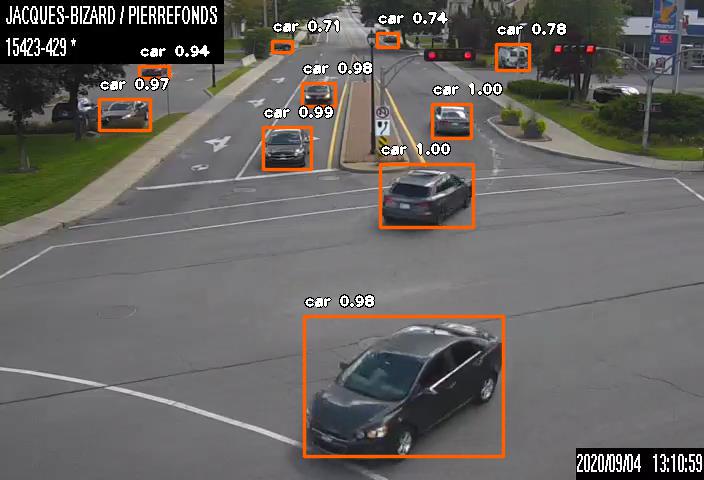 JACQUES-BIZARD / PIERREFONDS
15423-429 *
car 0.94
car 0.71
car 0.74
car 0.78
car 0.97
car 0.98
car 0.99
car 1.00
car 1.00
car 0.98
2020/09/04 13:10:59